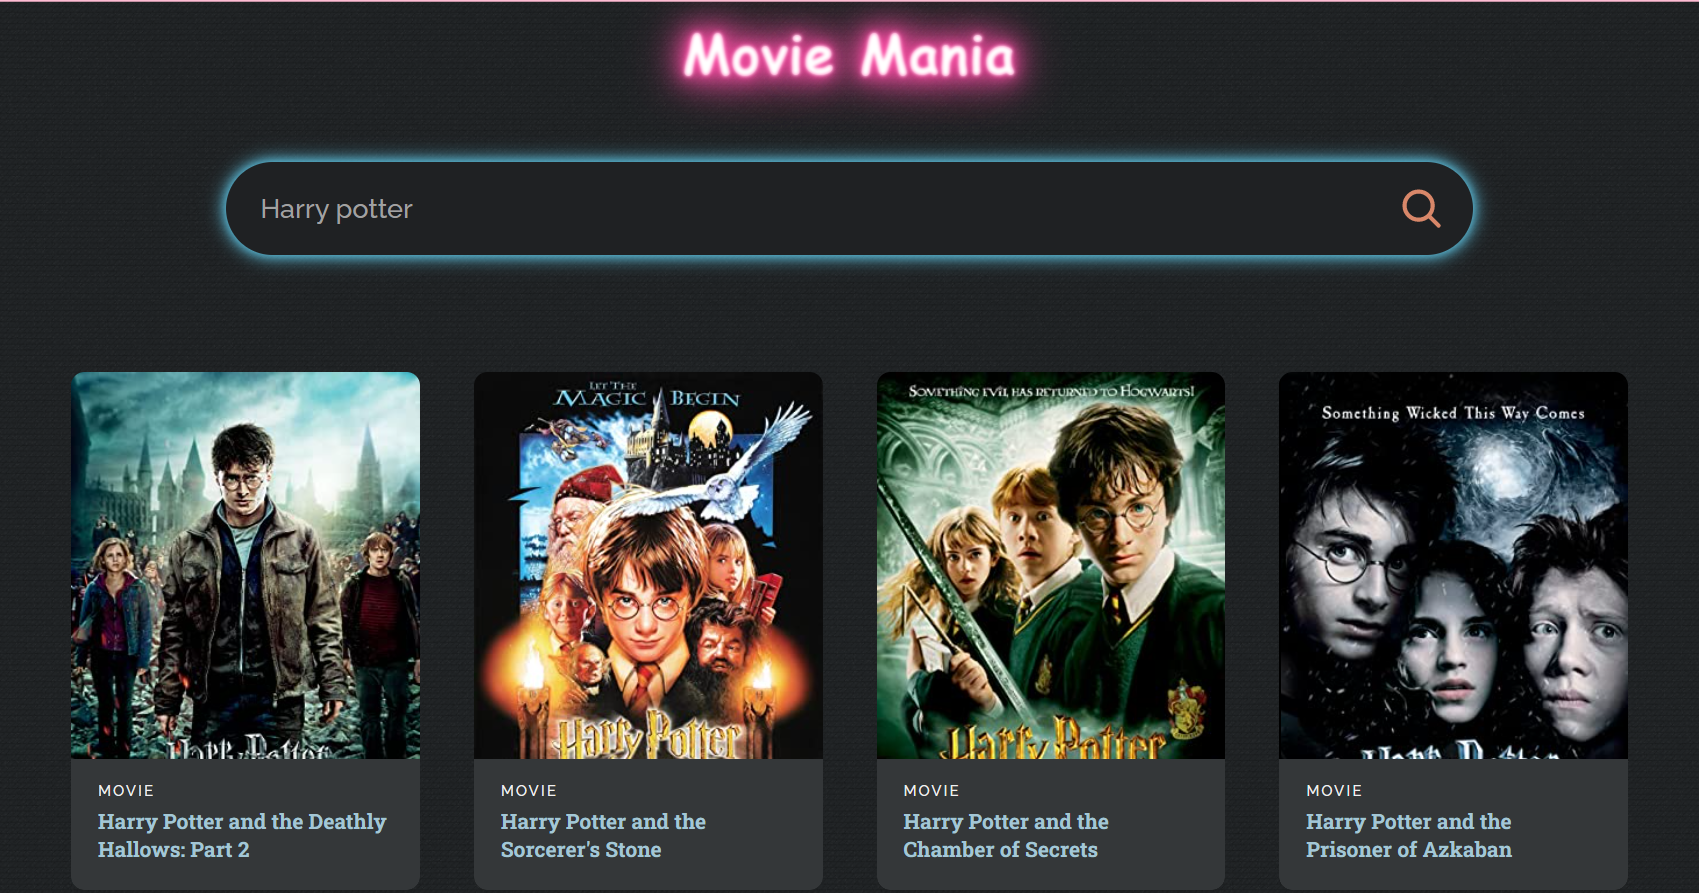 Movie Mania
Harry potter
LET THE
MAGIC BEGIN
SOMETHING EVIL HAS RETURNED TO HOGWARTS!
Something Wicked This Way Comes
Harry Potter
Harry Potter
Harry Potter
Harry Potter
MOVIE
Harry Potter and the Deathly
Hallows: Part 2
MOVIE
Harry Potter and the
Sorcerer's Stone
MOVIE
Harry Potter and the
Chamber of Secrets
MOVIE
Harry Potter and the
Prisoner of Azkaban